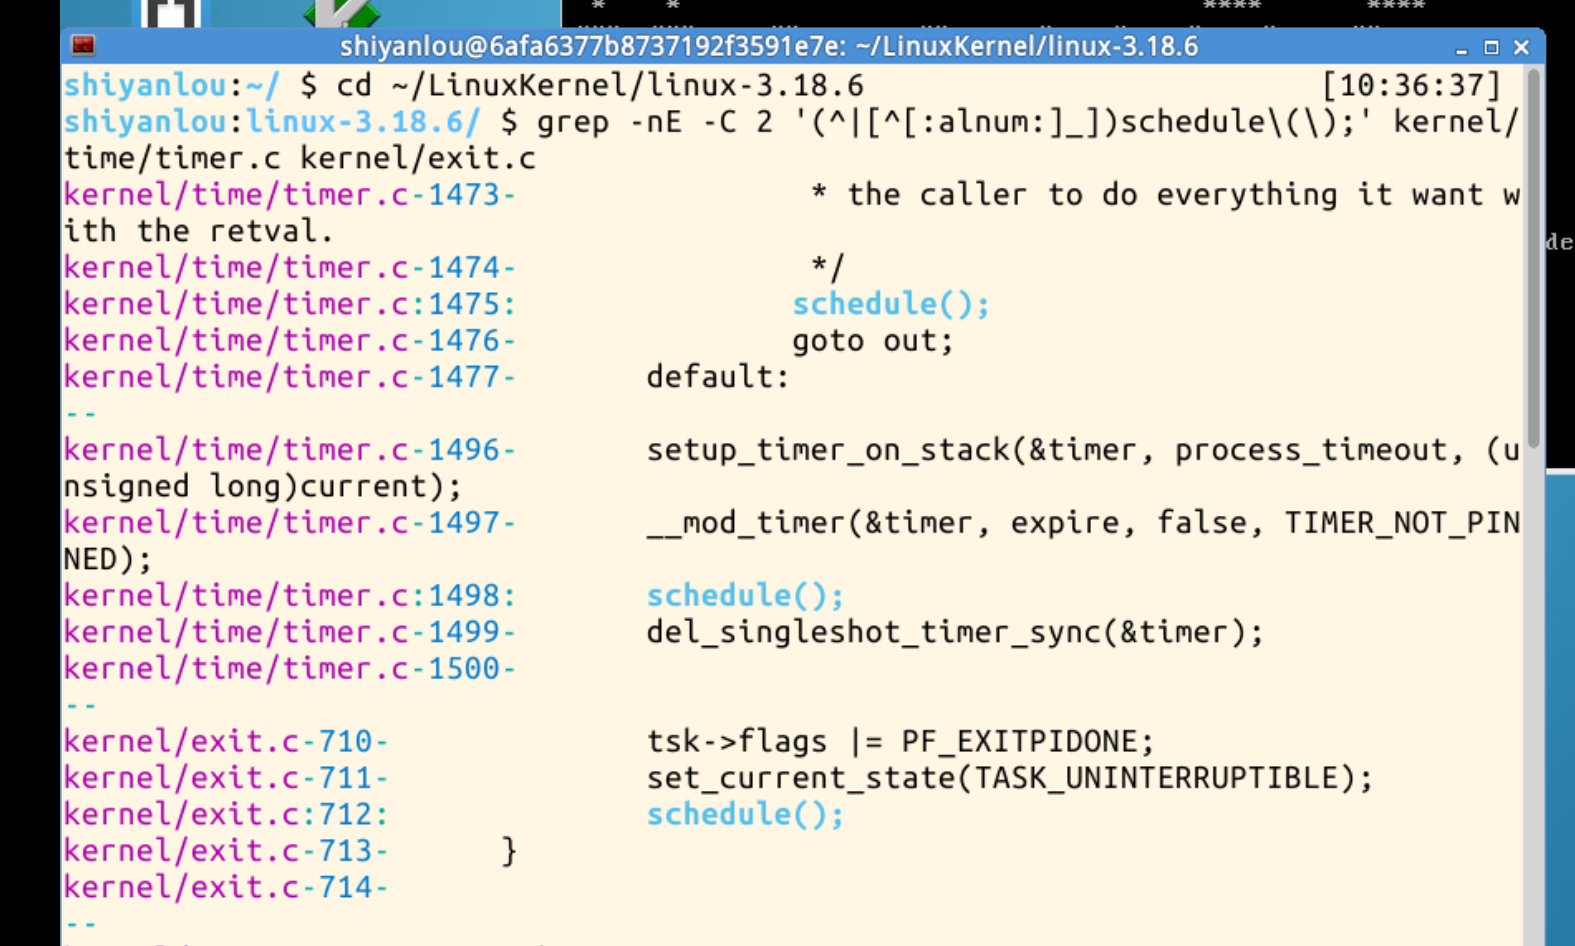 shiyanlou@6afa6377b8737192f3591e7e: ~/LinuxKernel/linux-3.18.6
shiyanlou:~/ $ cd ~/LinuxKernel/linux-3.18.6 [10:36:37]
shiyanlou:linux-3.18.6/ $ grep -nE -C 2 '(^|[^[:alnum:]_])schedule\(\);' kernel/
time/timer.c kernel/exit.c
kernel/time/timer.c-1473- * the caller to do everything it want w
ith the retval.
kernel/time/timer.c-1474- */
kernel/time/timer.c:1475: schedule();
kernel/time/timer.c-1476- goto out;
kernel/time/timer.c-1477- default:
--
kernel/time/timer.c-1496- setup_timer_on_stack(&timer, process_timeout, (u
nsigned long)current);
kernel/time/timer.c-1497- __mod_timer(&timer, expire, false, TIMER_NOT_PIN
NED);
kernel/time/timer.c:1498: schedule();
kernel/time/timer.c-1499- del_singleshot_timer_sync(&timer);
kernel/time/timer.c-1500-
--
kernel/exit.c-710- tsk->flags |= PF_EXITPIDONE;
kernel/exit.c-711- set_current_state(TASK_UNINTERRUPTIBLE);
kernel/exit.c:712: schedule();
kernel/exit.c-713- }
kernel/exit.c-714-
--
de